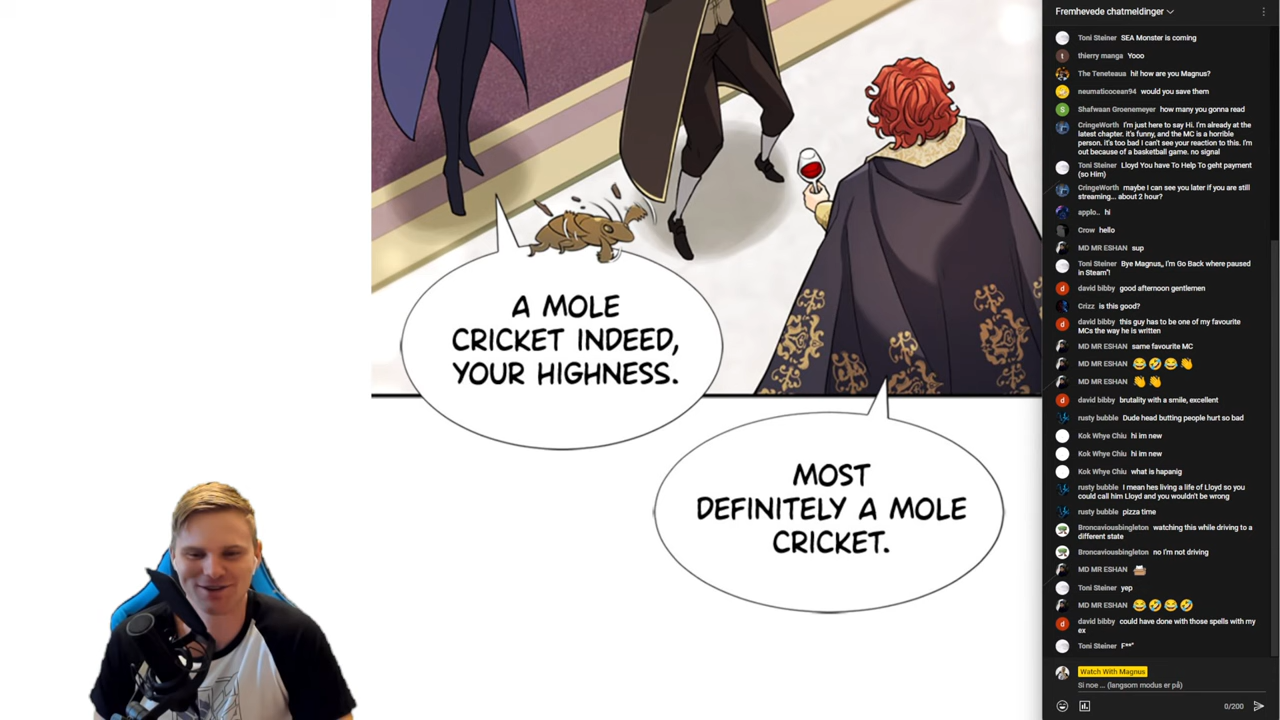 A MOLE
CRICKET INDEED,
YOUR HIGHNESS.
MOST
DEFINITELY A MOLE
CRICKET.
Fremhevede chatmeldinger
Toni Steiner SEA Monster is coming
t
thierry manga Yooo
The Teneteaua hi! how are you Magnus?
neumaticocean94 would you save them
S
Shafwaan Groenemeyer how many you gonna read
CringeWorth I'm just here to say Hi. I'm already at the
latest chapter. it's funny, and the MC is a horrible
person. it's too bad I can't see your reaction to this. I'm
out because of a basketball game. no signal
Toni Steiner Lloyd You have To Help To geht payment
(so Him)
CringeWorth maybe I can see you later if you are still
streaming... about 2 hour?
applo.. hi
Crow hello
MD MR ESHAN sup
Toni Steiner Bye Magnus,, I'm Go Back where paused
in Steam"!
d
david bibby good afternoon gentlemen
Crizz is this good?
d
david bibby this guy has to be one of my favourite
MCs the way he is written
MD MR ESHAN same favourite MC
MD MR ESHAN 😂🤣😂👏
MD MR ESHAN 👏👏
d
david bibby brutality with a smile, excellent
rusty bubble Dude head butting people hurt so bad
Kok Whye Chiu hi im new
Kok Whye Chiu hi im new
Kok Whye Chiu what is hapanig
rusty bubble I mean hes living a life of Lloyd so you
could call him Lloyd and you wouldn't be wrong
rusty bubble pizza time
Broncaviousbingleton watching this while driving to a
different state
Broncaviousbingleton no I'm not driving
MD MR ESHAN
Toni Steiner yep
MD MR ESHAN 😂🤣😂🤣
d
david bibby could have done with those spells with my
ex
Toni Steiner F**"
Watch With Magnus
Si noe ... (langsom modus er på)
0/200